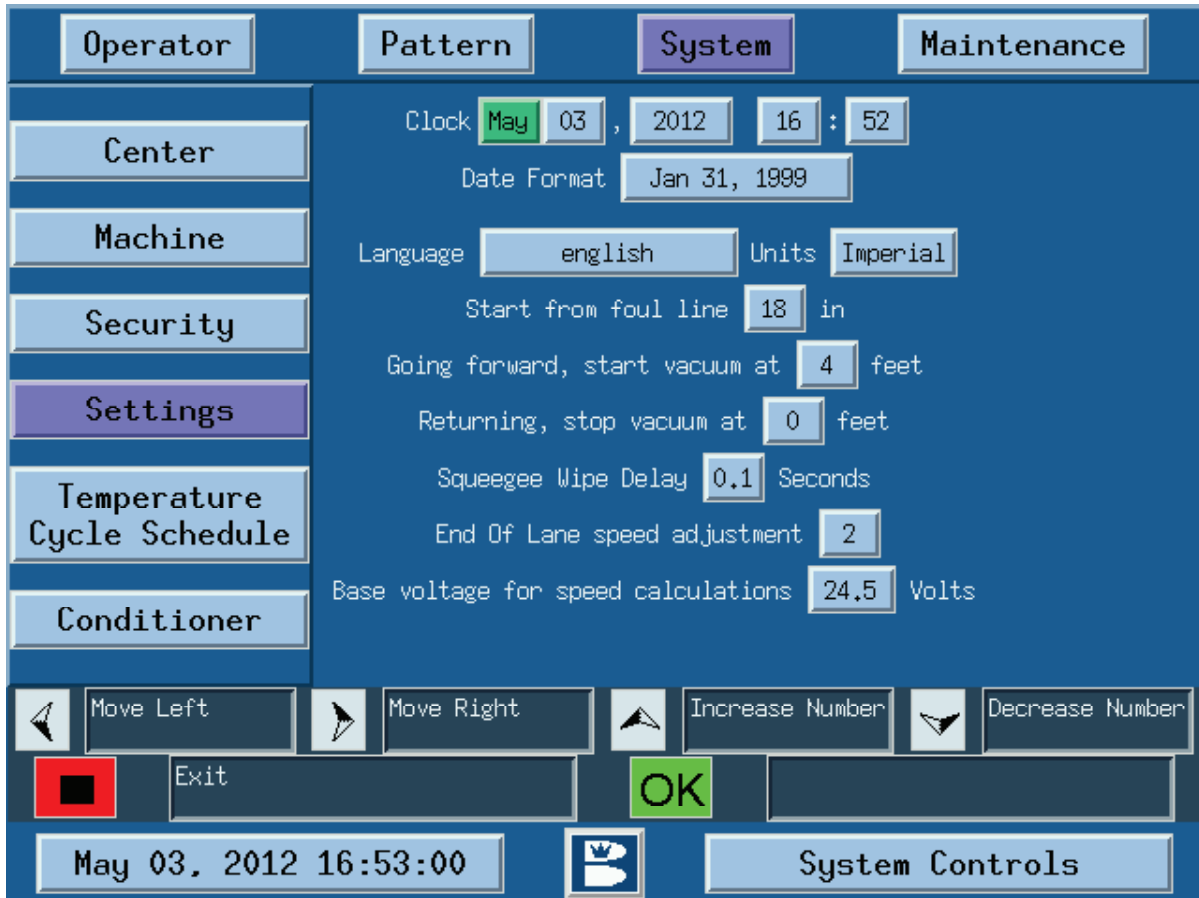 Operator Pattern System Maintenance
Center
Machine
Security
Settings
Temperature
Cycle Schedule
Conditioner
Clock May 03 , 2012 16 : 52
Date Format Jan 31, 1999
Language english Units Imperial
Start from foul line 18 in
Going forward, start vacuum at 4 feet
Returning, stop vacuum at 0 feet
Squeegee Wipe Delay 0.1 Seconds
End Of Lane speed adjustment 2
Base voltage for speed calculations 24.5 Volts
Move Left Move Right Increase Number Decrease Number
Exit OK
May 03, 2012 16:53:00 System Controls